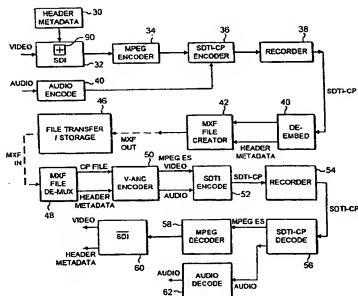 30
HEADER
METADATA
90
VIDEO
SDI
32
34
MPEG
ENCODER
36
SDTI-CP
ENCODER
38
RECORDER
AUDIO
AUDIO
ENCODE
40
SDTI-CP
46
FILE TRANSFER
/ STORAGE
MXF
OUT
42
MXF
FILE
CREATOR
HEADER
METADATA
40
DE-
EMBED
MXF
IN
MXF
FILE
DE-MUX
48
CP FILE
HEADER
METADATA
50
V-ANC
ENCODER
MPEG ES
VIDEO
AUDIO
SDTI
ENCODE
52
SDTI-CP
RECORDER
54
SDTI-CP
VIDEO
SDI
60
HEADER
METADATA
58
MPEG
DECODER
MPEG ES
SDTI-CP
DECODE
56
AUDIO
AUDIO
DECODE
62
AUDIO